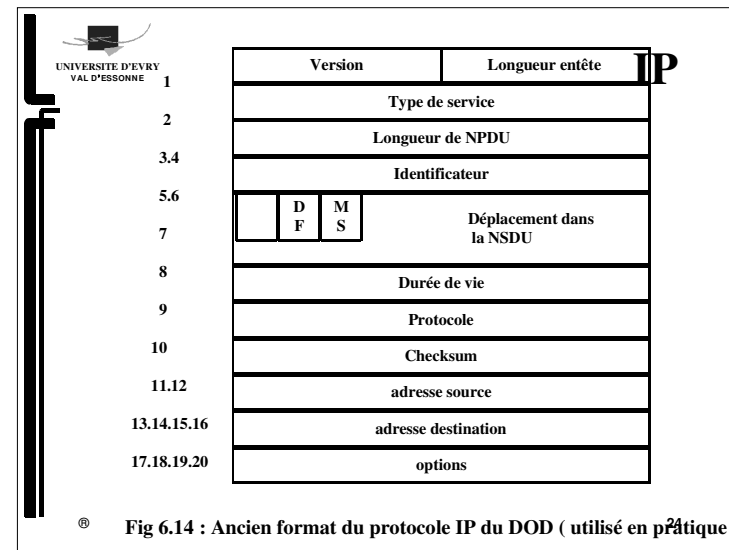 UNIVERSITE D'EVRY
VAL D'ESSONNE
IP
1
Version
Longueur entête
Type de service
2
Longueur de NPDU
3.4
Identificateur
5.6
D
F
M
S
Déplacement dans
la NSDU
7
8
Durée de vie
9
Protocole
10
Checksum
11.12
adresse source
13.14.15.16
adresse destination
17.18.19.20
options
®
Fig 6.14 : Ancien format du protocole IP du DOD ( utilisé en pratique
24